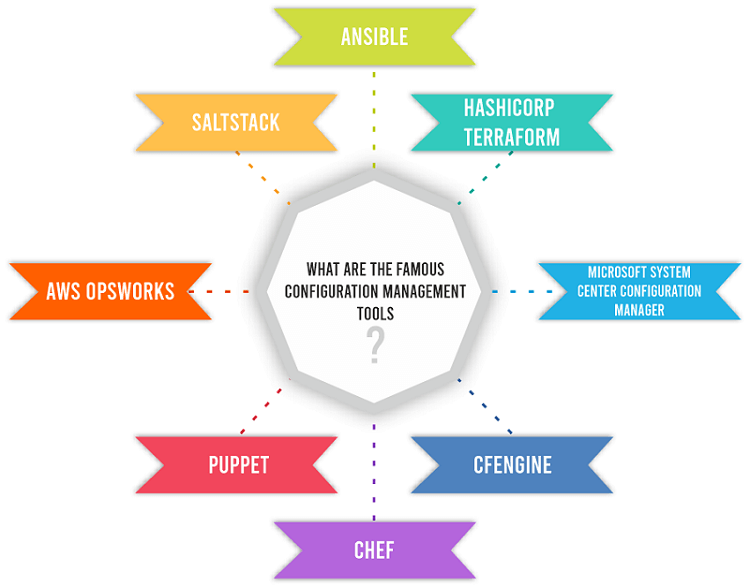 ANSIBLE
SALTSTACK
HASHICORP
TERRAFORM
WHAT ARE THE FAMOUS
CONFIGURATION MANAGEMENT
TOOLS
?
AWS OPSWORKS
MICROSOFT SYSTEM
CENTER CONFIGURATION
MANAGER
PUPPET
CFENGINE
CHEF